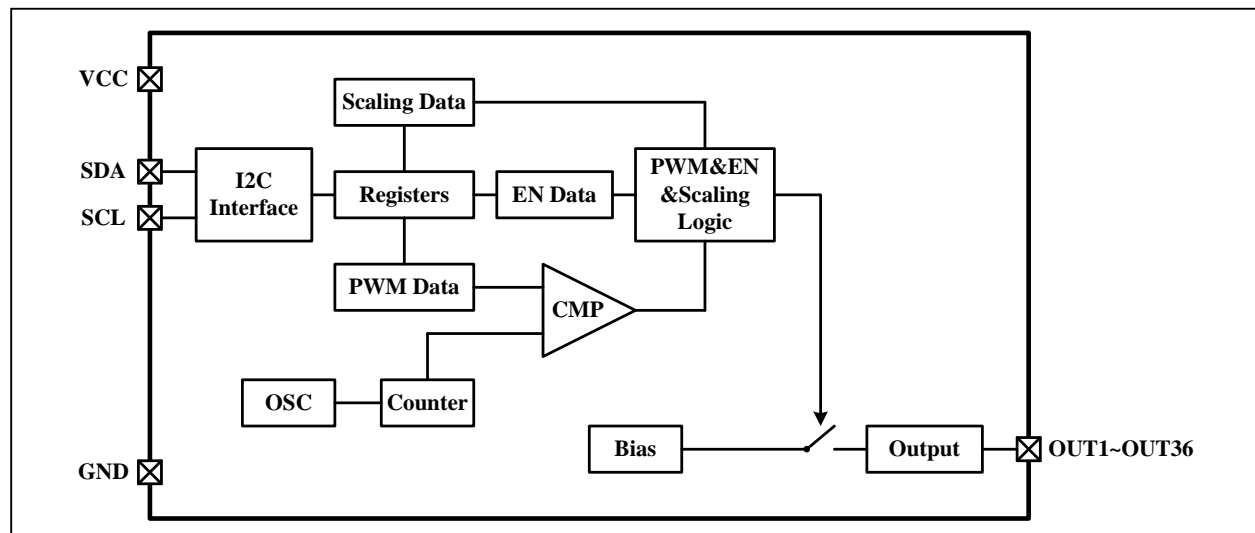 VCC
Scaling Data
SDA
I2C
Interface
Registers
EN Data
PWM&EN
&Scaling
Logic
SCL
PWM Data
CMP
OSC
Counter
Bias
Output
OUT1~OUT36
GND